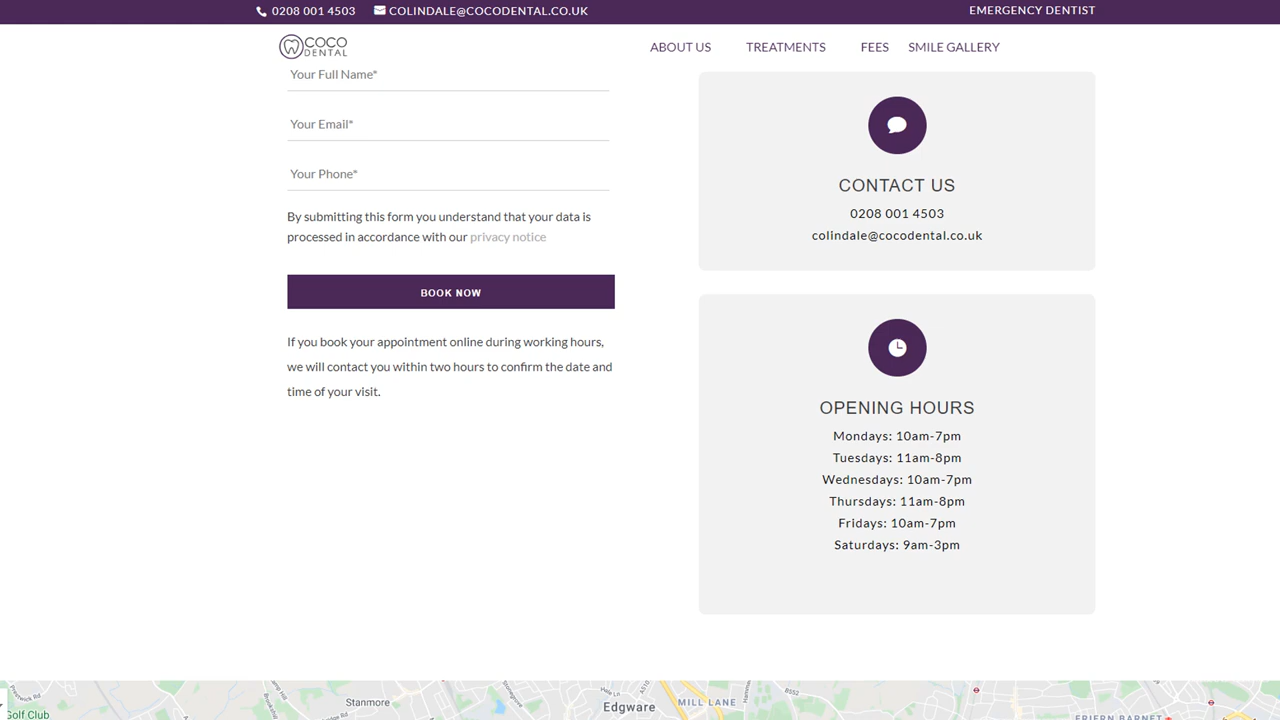 0208 001 4503 COLINDALE@COCODENTAL.CO.UK EMERGENCY DENTIST
COCO
DENTAL
ABOUT US TREATMENTS FEES SMILE GALLERY
Your Full Name*
Your Email*
Your Phone*
By submitting this form you understand that your data is
processed in accordance with our privacy notice
BOOK NOW
If you book your appointment online during working hours,
we will contact you within two hours to confirm the date and
time of your visit.
CONTACT US
0208 001 4503
colindale@cocodental.co.uk
OPENING HOURS
Mondays: 10am-7pm
Tuesdays: 11am-8pm
Wednesdays: 10am-7pm
Thursdays: 11am-8pm
Fridays: 10am-7pm
Saturdays: 9am-3pm
Stanmore
Edgware
MILL LANE
B552
Golf Club
FRIERN BARNET